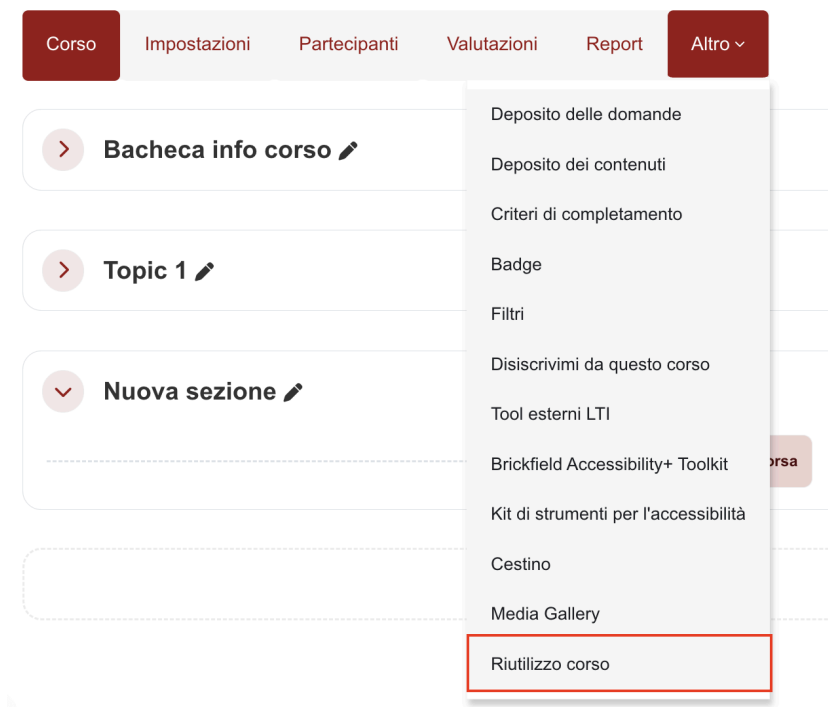 Corso Impostazioni Partecipanti Valutazioni Report Altro
Bacheca info corso
Topic 1
Nuova sezione
Deposito delle domande
Deposito dei contenuti
Criteri di completamento
Badge
Filtri
Disiscrivimi da questo corso
Tool esterni LTI
Brickfield Accessibility+ Toolkit
Kit di strumenti per l'accessibilità
Cestino
Media Gallery
Riutilizzo corso